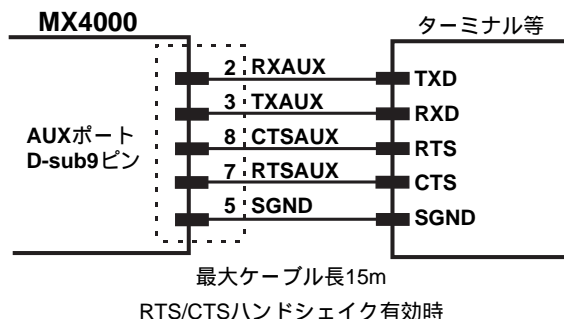 MX4000
ターミナル等
2 RXAUX TXD
3 TXAUX RXD
AUXポート
D-sub9ピン
8 CTSAUX RTS
7 RTSAUX CTS
5 SGND SGND
最大ケーブル長15m
RTS/CTSハンドシェイク有効時